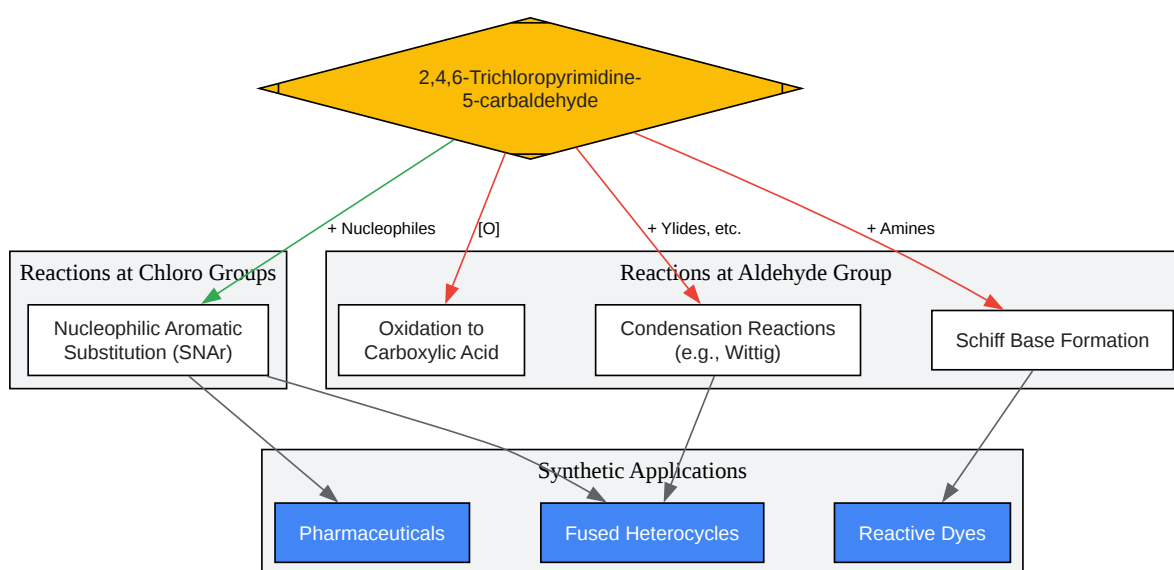 2,4,6-Trichloropyrimidine-
5-carbaldehyde
+ Nucleophiles
[O]
+ Ylides, etc.
+ Amines
Reactions at Chloro Groups
Reactions at Aldehyde Group
Nucleophilic Aromatic
Substitution (SNAr)
Oxidation to
Carboxylic Acid
Condensation Reactions
(e.g., Wittig)
Schiff Base Formation
Synthetic Applications
Pharmaceuticals
Fused Heterocycles
Reactive Dyes